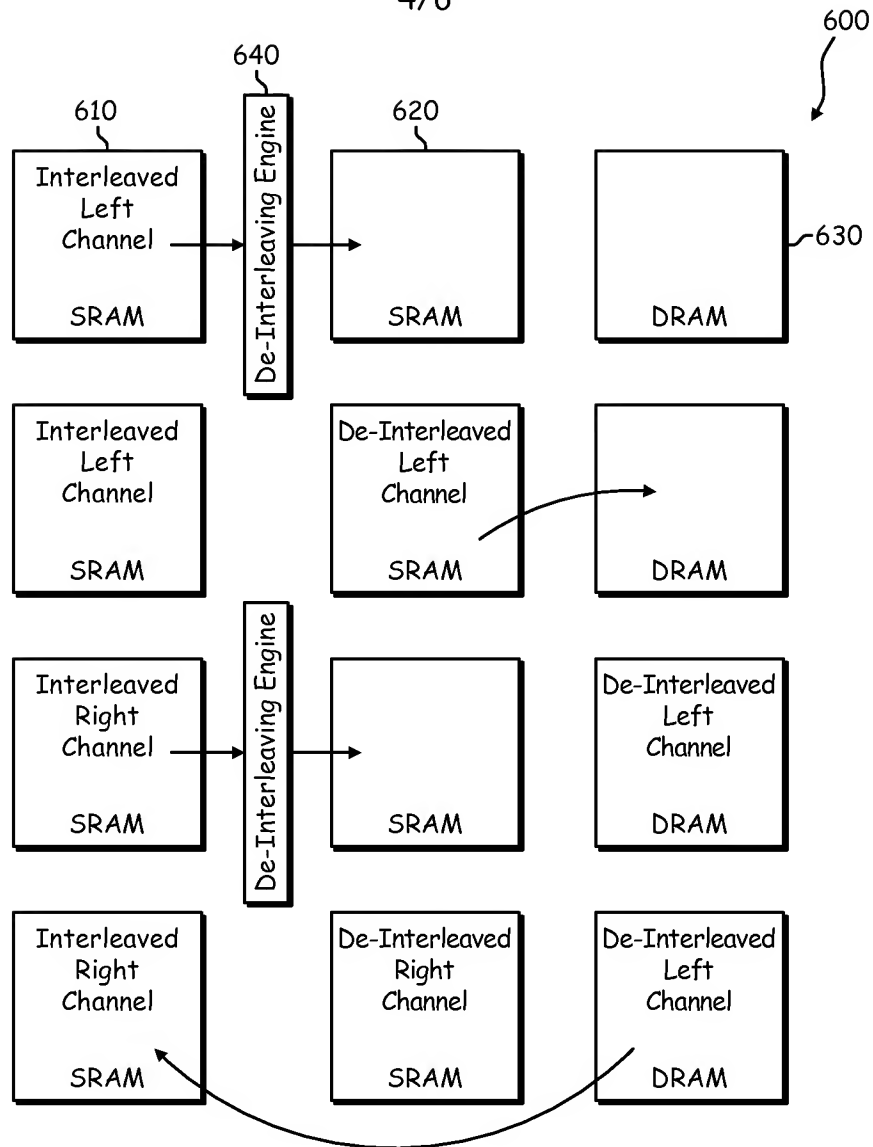 4/6
600
640
610
620
Interleaved
Left
Channel
SRAM
De-Interleaving Engine
SRAM
630
DRAM
Interleaved
Left
Channel
SRAM
De-Interleaved
Left
Channel
SRAM
DRAM
Interleaved
Right
Channel
SRAM
De-Interleaving Engine
SRAM
De-Interleaved
Left
Channel
DRAM
Interleaved
Right
Channel
SRAM
De-Interleaved
Right
Channel
SRAM
De-Interleaved
Left
Channel
DRAM